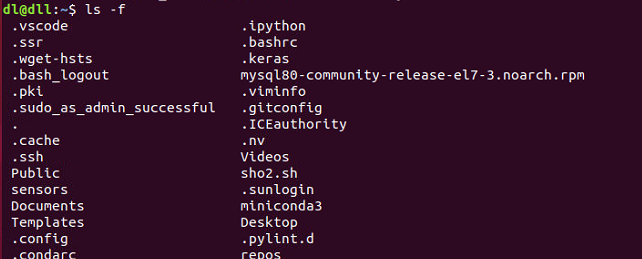 dl@dll:~$ ls -f
.vscode .ipython
.ssr .bashrc
.wget-hsts .keras
.bash_logout mysql80-community-release-el7-3.noarch.rpm
.pki .viminfo
.sudo_as_admin_successful .gitconfig
. .ICEauthority
.cache .nv
.ssh Videos
Public sho2.sh
sensors .sunlogin
Documents miniconda3
Templates Desktop
.config .pylint.d
.condarc repos